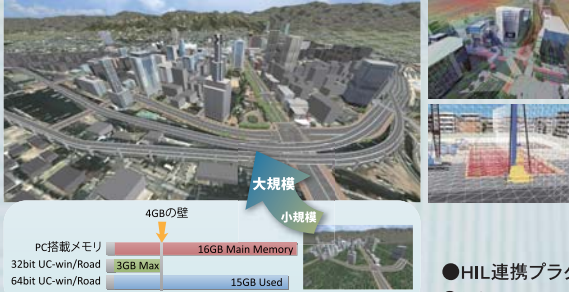 大規模
小規模
4GBの壁
PC搭載メモリ
16GB Main Memory
32bit UC-win/Road
3GB Max
64bit UC-win/Road
15GB Used
●HIL連携プラ